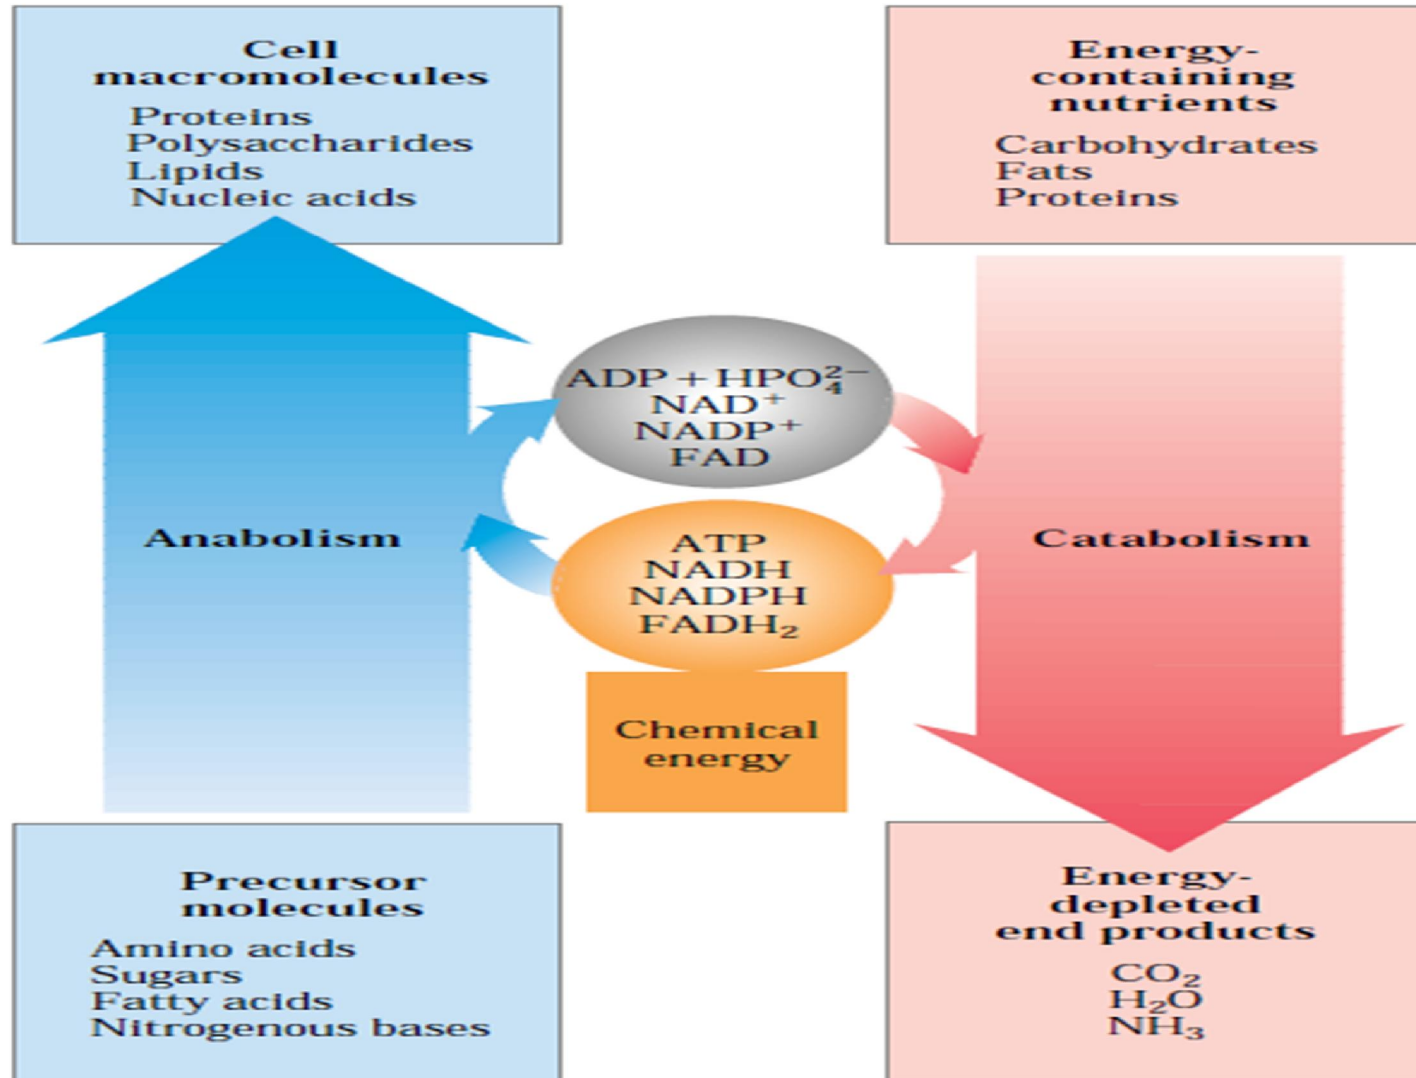 Cell
macromolecules
Proteins
Polysaccharides
Lipids
Nucleic acids
Energy-
containing
nutrients
Carbohydrates
Fats
Proteins
ADP + HPO₄²⁻
NAD⁺
NADP⁺
FAD
Anabolism
ATP
NADH
NADPH
FADH₂
Catabolism
Chemical
energy
Precursor
molecules
Amino acids
Sugars
Fatty acids
Nitrogenous bases
Energy-
depleted
end products
CO₂
H₂O
NH₃